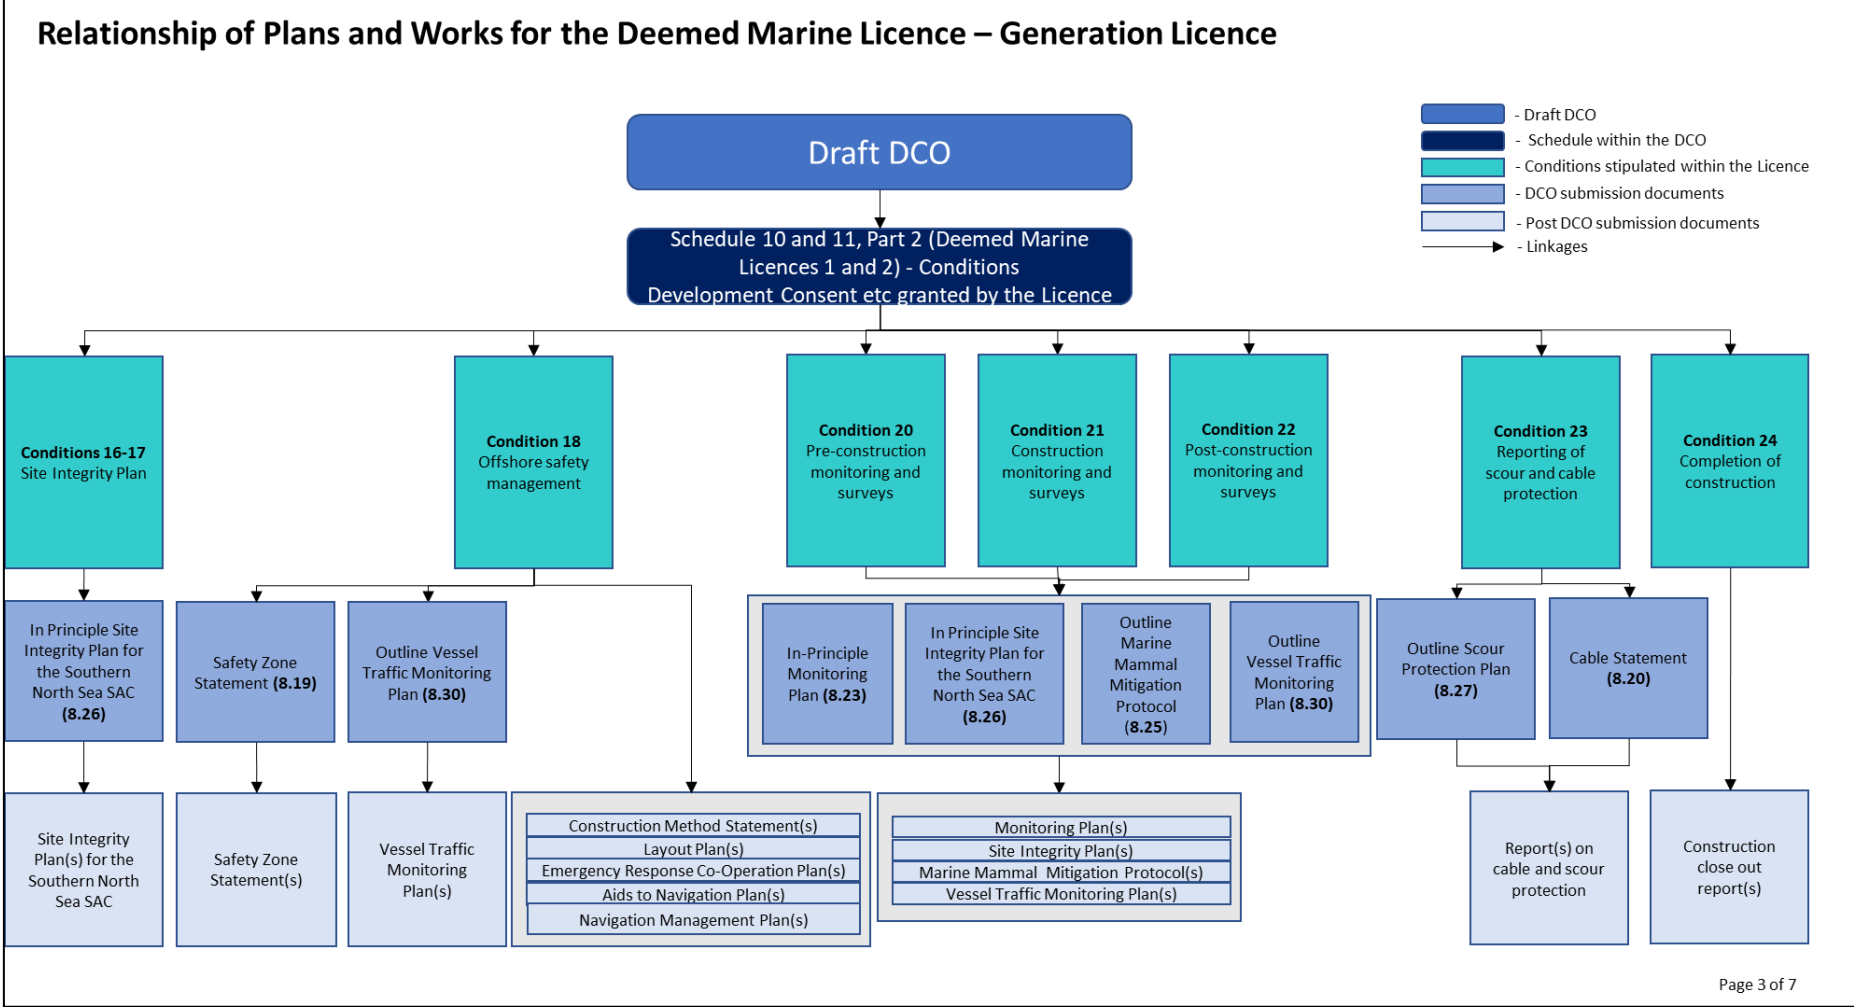 Relationship of Plans and Works for the Deemed Marine Licence – Generation Licence
- Draft DCO
- Schedule within the DCO
- Conditions stipulated within the Licence
- DCO submission documents
- Post DCO submission documents
- Linkages
Draft DCO
Schedule 10 and 11, Part 2 (Deemed Marine
Licences 1 and 2) - Conditions
Development Consent etc granted by the Licence
Conditions 16-17
Site Integrity Plan
Condition 18
Offshore safety
management
Condition 20
Pre-construction
monitoring and
surveys
Condition 21
Construction
monitoring and
surveys
Condition 22
Post-construction
monitoring and
surveys
Condition 23
Reporting of
scour and cable
protection
Condition 24
Completion of
construction
In Principle Site
Integrity Plan for
the Southern
North Sea SAC
(8.26)
Safety Zone
Statement (8.19)
Outline Vessel
Traffic Monitoring
Plan (8.30)
In-Principle
Monitoring
Plan (8.23)
In Principle Site
Integrity Plan for
the Southern
North Sea SAC
(8.26)
Outline
Marine
Mammal
Mitigation
Protocol
(8.25)
Outline
Vessel Traffic
Monitoring
Plan (8.30)
Outline Scour
Protection Plan
(8.27)
Cable Statement
(8.20)
Site Integrity
Plan(s) for the
Southern North
Sea SAC
Safety Zone
Statement(s)
Vessel Traffic
Monitoring
Plan(s)
Construction Method Statement(s)
Layout Plan(s)
Emergency Response Co-Operation Plan(s)
Aids to Navigation Plan(s)
Navigation Management Plan(s)
Monitoring Plan(s)
Site Integrity Plan(s)
Marine Mammal Mitigation Protocol(s)
Vessel Traffic Monitoring Plan(s)
Report(s) on
cable and scour
protection
Construction
close out
report(s)
Page 3 of 7